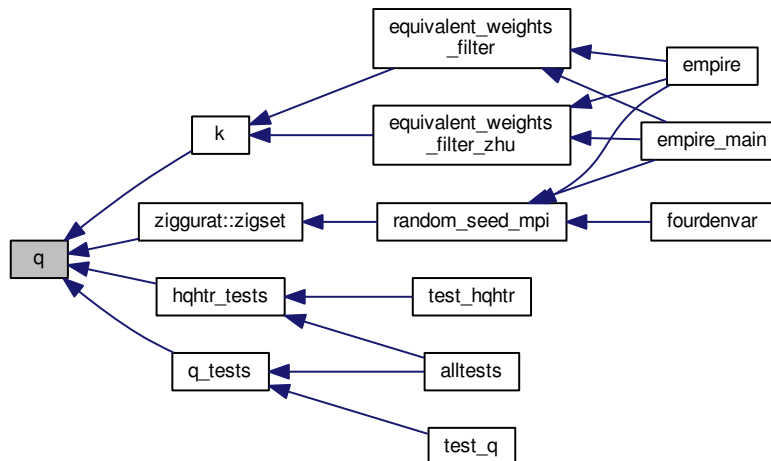 equivalent_weights
_filter
empire
k
equivalent_weights
_filter_zhu
empire_main
ziggurat::zigset
random_seed_mpi
fourdenvar
q
hqhtr_tests
test_hqhtr
q_tests
alltests
test_q